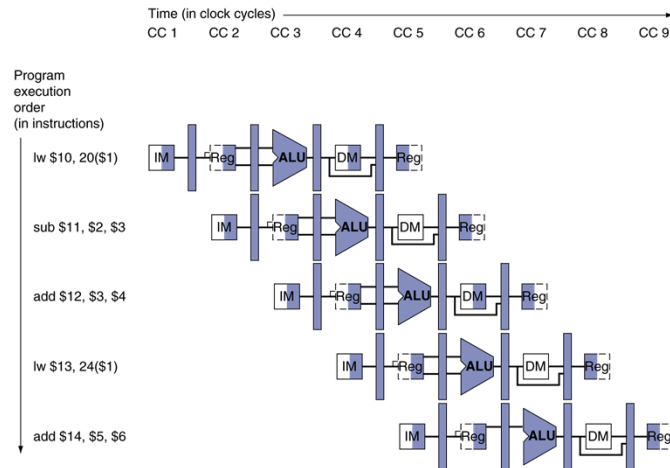 Time (in clock cycles)
CC 1 CC 2 CC 3 CC 4 CC 5 CC 6 CC 7 CC 8 CC 9
Program
execution
order
(in instructions)
lw $10, 20($1) IM Reg ALU DM Reg
sub $11, $2, $3 IM Reg ALU DM Reg
add $12, $3, $4 IM Reg ALU DM Reg
lw $13, 24($1) IM Reg ALU DM Reg
add $14, $5, $6 IM Reg ALU DM Reg